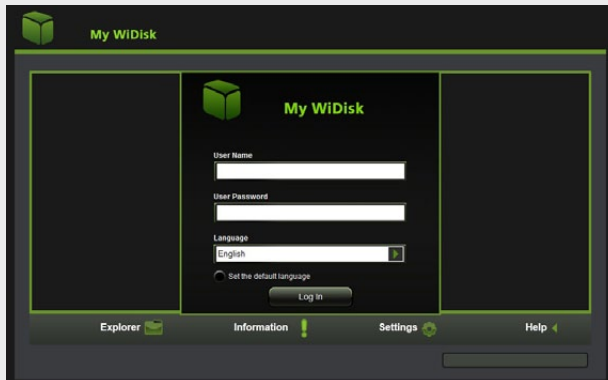 My WiDisk
My WiDisk
User Name
User Password
Language
English
Set the default language
Log In
Explorer Information Settings Help